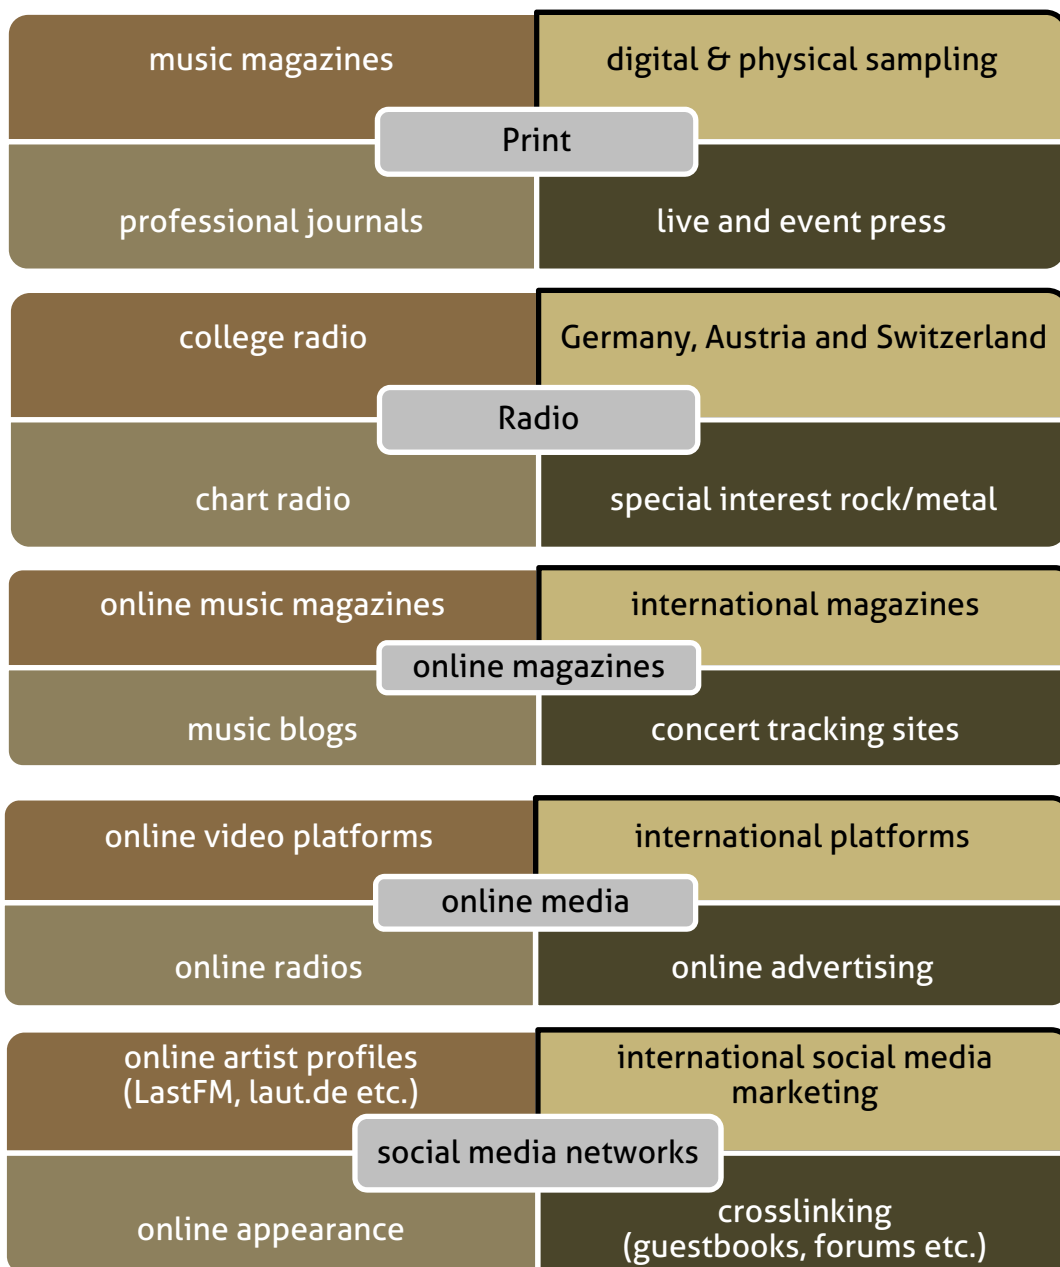 music magazines
digital & physical sampling
Print
professional journals
live and event press
college radio
Germany, Austria and Switzerland
Radio
chart radio
special interest rock/metal
online music magazines
international magazines
online magazines
music blogs
concert tracking sites
online video platforms
international platforms
online media
online radios
online advertising
online artist profiles
(LastFM, laut.de etc.)
international social media
marketing
social media networks
online appearance
crosslinking
(guestbooks, forums etc.)